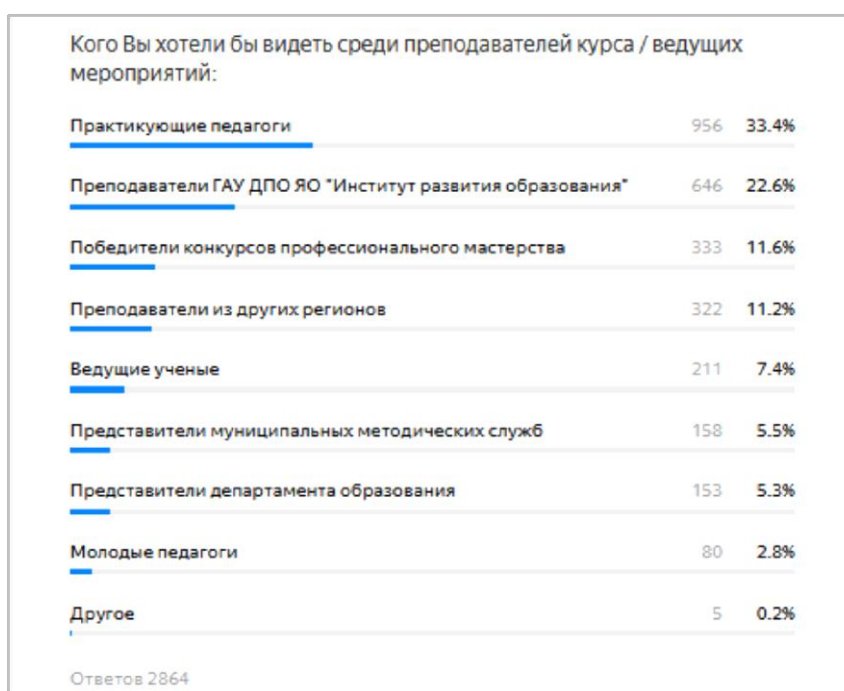 Кого Вы хотели бы видеть среди преподавателей курса / ведущих
мероприятий:
Практикующие педагоги 956 33.4%
Преподаватели ГАУ ДПО ЯО "Институт развития образования" 646 22.6%
Победители конкурсов профессионального мастерства 333 11.6%
Преподаватели из других регионов 322 11.2%
Ведущие ученые 211 7.4%
Представители муниципальных методических служб 158 5.5%
Представители департамента образования 153 5.3%
Молодые педагоги 80 2.8%
Другое 5 0.2%
Ответов 2864